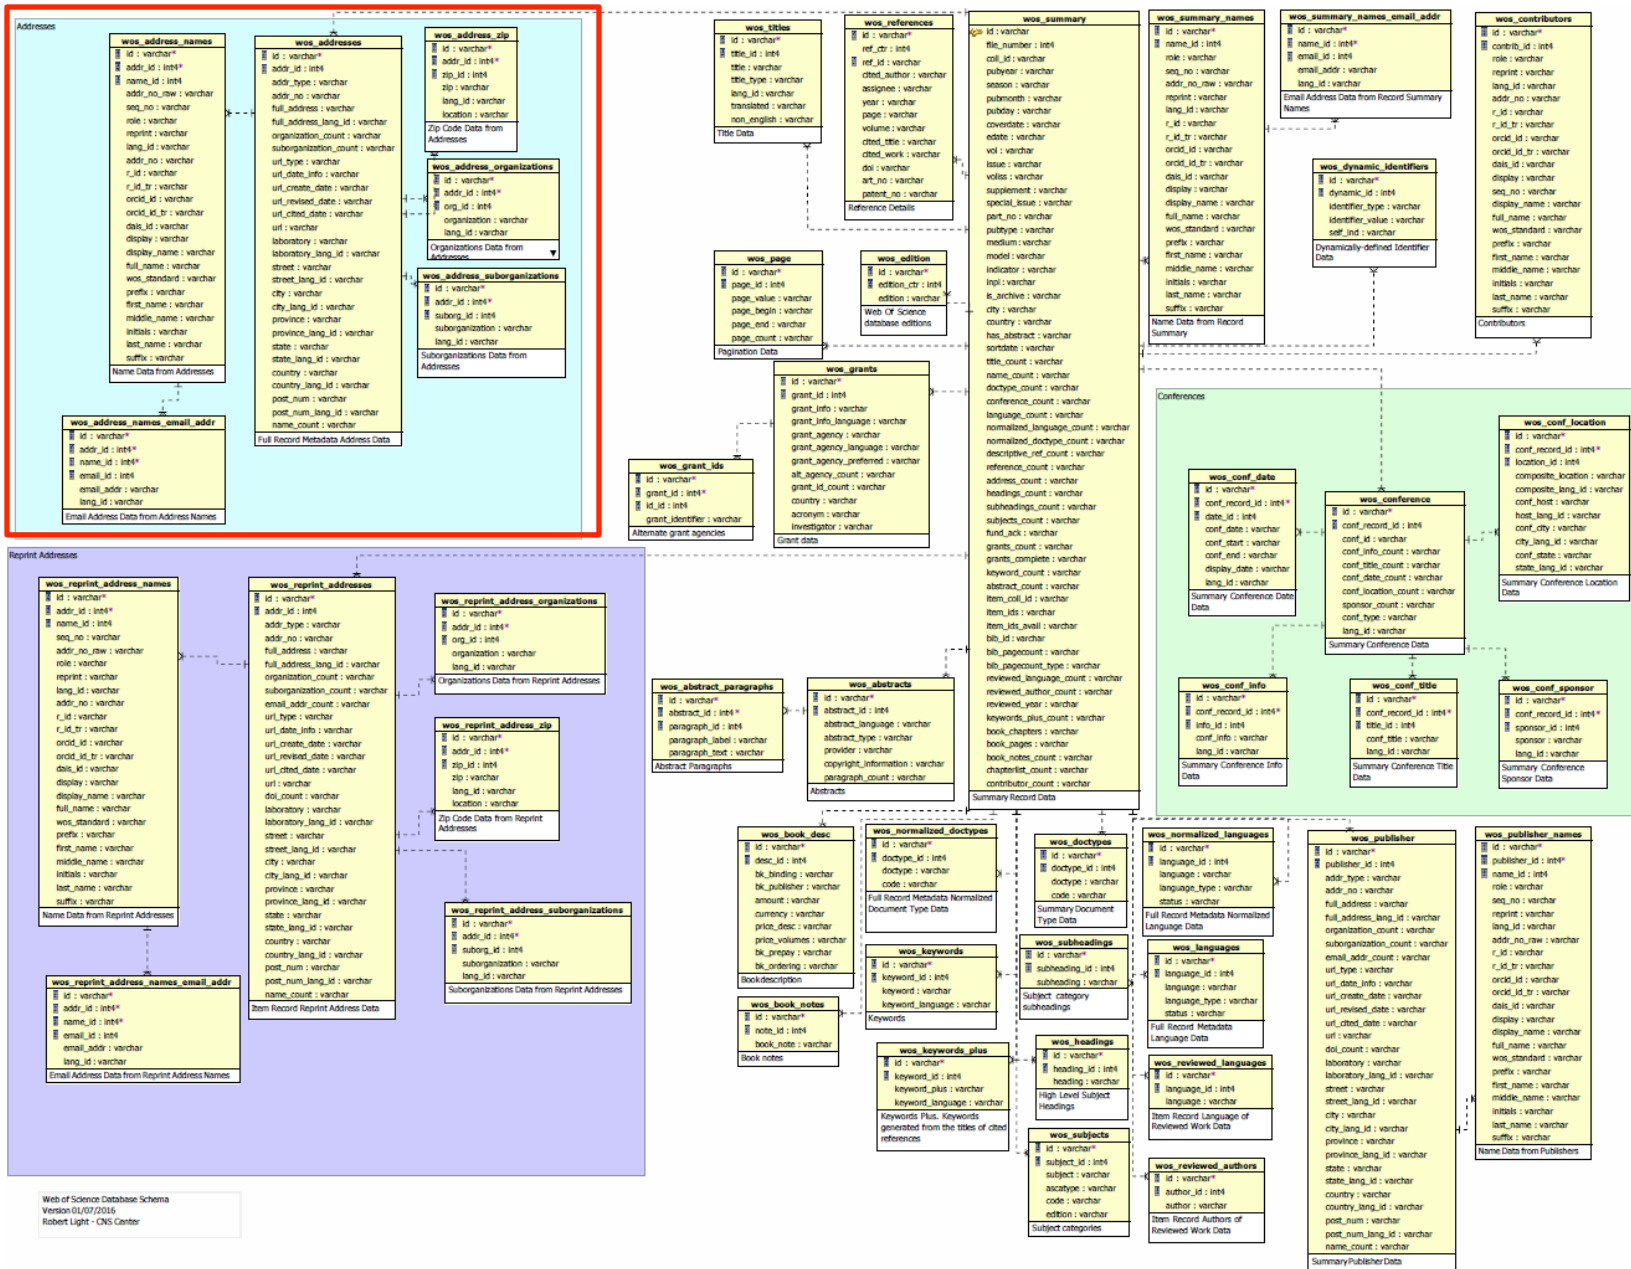 Addresses
wos_address_names
id : varchar*
addr_id : int4*
name_id : int4
addr_no_raw : varchar
seq_no : varchar
role : varchar
reprint : varchar
lang_id : varchar
addr_no : varchar
r_id : varchar
r_id_tr : varchar
orcid_id : varchar
orcid_id_tr : varchar
dais_id : varchar
display : varchar
display_name : varchar
full_name : varchar
wos_standard : varchar
prefix : varchar
first_name : varchar
middle_name : varchar
initials : varchar
last_name : varchar
suffix : varchar
Name Data from Addresses
wos_addresses
id : varchar*
addr_id : int4
addr_type : varchar
addr_no : varchar
full_address : varchar
full_address_lang_id : varchar
organization_count : varchar
suborganization_count : varchar
url_type : varchar
url_date_info : varchar
url_create_date : varchar
url_revised_date : varchar
url_cited_date : varchar
url : varchar
laboratory : varchar
laboratory_lang_id : varchar
street : varchar
street_lang_id : varchar
city : varchar
city_lang_id : varchar
province : varchar
province_lang_id : varchar
state : varchar
state_lang_id : varchar
country : varchar
country_lang_id : varchar
post_num : varchar
post_num_lang_id : varchar
name_count : varchar
Full Record Metadata Address Data
wos_address_zip
id : varchar*
addr_id : int4*
zip_id : int4
zip : varchar
lang_id : varchar
location : varchar
Zip Code Data from
Addresses
wos_address_organizations
id : varchar*
addr_id : int4*
org_id : int4
organization : varchar
lang_id : varchar
Organizations Data from
Addresses
wos_address_suborganizations
id : varchar*
addr_id : int4*
suborg_id : int4
suborganization : varchar
lang_id : varchar
Suborganizations Data from
Addresses
wos_address_names_email_addr
id : varchar*
addr_id : int4*
name_id : int4*
email_id : int4
email_addr : varchar
lang_id : varchar
Email Address Data from Address Names
wos_titles
id : varchar*
title_id : int4
title : varchar
title_type : varchar
lang_id : varchar
translated : varchar
non_english : varchar
Title Data
wos_references
id : varchar*
ref_ctr : int4
ref_id : varchar
cited_author : varchar
assignee : varchar
year : varchar
page : varchar
volume : varchar
cited_title : varchar
cited_work : varchar
doi : varchar
art_no : varchar
patent_no : varchar
Reference Details
wos_page
id : varchar*
page_id : int4
page_value : varchar
page_begin : varchar
page_end : varchar
page_count : varchar
Pagination Data
wos_edition
id : varchar*
edition_ctr : int4
edition : varchar
Web Of Science
database editions
wos_grants
id : varchar*
grant_id : int4
grant_info : varchar
grant_info_language : varchar
grant_agency : varchar
grant_agency_language : varchar
grant_agency_preferred : varchar
alt_agency_count : varchar
grant_id_count : varchar
country : varchar
acronym : varchar
investigator : varchar
Grant data
wos_grant_ids
id : varchar*
grant_id : int4*
id_id : int4
grant_identifier : varchar
Alternate grant agencies
wos_summary
id : varchar
file_number : int4
coll_id : varchar
pubyear : varchar
season : varchar
pubmonth : varchar
pubday : varchar
coverdate : varchar
edate : varchar
vol : varchar
issue : varchar
voliss : varchar
supplement : varchar
special_issue : varchar
part_no : varchar
pubtype : varchar
medium : varchar
model : varchar
indicator : varchar
inpi : varchar
is_archive : varchar
city : varchar
country : varchar
has_abstract : varchar
sortdate : varchar
title_count : varchar
name_count : varchar
doctype_count : varchar
conference_count : varchar
language_count : varchar
normalized_language_count : varchar
normalized_doctype_count : varchar
descriptive_ref_count : varchar
reference_count : varchar
address_count : varchar
headings_count : varchar
subheadings_count : varchar
subjects_count : varchar
fund_ack : varchar
grants_count : varchar
grants_complete : varchar
keyword_count : varchar
abstract_count : varchar
item_coll_id : varchar
item_ids : varchar
item_ids_avail : varchar
bib_id : varchar
bib_pagecount : varchar
bib_pagecount_type : varchar
reviewed_language_count : varchar
reviewed_author_count : varchar
reviewed_year : varchar
keywords_plus_count : varchar
book_chapters : varchar
book_pages : varchar
book_notes_count : varchar
chapterlist_count : varchar
contributor_count : varchar
Summary Record Data
wos_summary_names
id : varchar*
name_id : int4
role : varchar
seq_no : varchar
addr_no_raw : varchar
reprint : varchar
lang_id : varchar
r_id : varchar
r_id_tr : varchar
orcid_id : varchar
orcid_id_tr : varchar
dais_id : varchar
display : varchar
display_name : varchar
full_name : varchar
wos_standard : varchar
prefix : varchar
first_name : varchar
middle_name : varchar
initials : varchar
last_name : varchar
suffix : varchar
Name Data from Record
Summary
wos_summary_names_email_addr
id : varchar*
name_id : int4*
email_id : int4
email_addr : varchar
lang_id : varchar
Email Address Data from Record Summary
Names
wos_dynamic_identifiers
id : varchar*
dynamic_id : int4
identifier_type : varchar
identifier_value : varchar
self_ind : varchar
Dynamically-defined Identifier
Data
wos_contributors
id : varchar*
contrib_id : int4
role : varchar
reprint : varchar
lang_id : varchar
addr_no : varchar
r_id : varchar
r_id_tr : varchar
orcid_id : varchar
orcid_id_tr : varchar
dais_id : varchar
display : varchar
seq_no : varchar
display_name : varchar
full_name : varchar
wos_standard : varchar
prefix : varchar
first_name : varchar
middle_name : varchar
initials : varchar
last_name : varchar
suffix : varchar
Contributors
Conferences
wos_conf_date
id : varchar*
conf_record_id : int4*
date_id : int4
conf_date : varchar
conf_start : varchar
conf_end : varchar
display_date : varchar
lang_id : varchar
Summary Conference Date
Data
wos_conference
id : varchar*
conf_record_id : int4
conf_id : varchar
conf_info_count : varchar
conf_title_count : varchar
conf_date_count : varchar
conf_location_count : varchar
sponsor_count : varchar
conf_type : varchar
lang_id : varchar
Summary Conference Data
wos_conf_location
id : varchar*
conf_record_id : int4*
location_id : int4
composite_location : varchar
composite_lang_id : varchar
conf_host : varchar
host_lang_id : varchar
conf_city : varchar
city_lang_id : varchar
conf_state : varchar
state_lang_id : varchar
Summary Conference Location
Data
wos_conf_info
id : varchar*
conf_record_id : int4*
info_id : int4
conf_info : varchar
lang_id : varchar
Summary Conference Info
Data
wos_conf_title
id : varchar*
conf_record_id : int4*
title_id : int4
conf_title : varchar
lang_id : varchar
Summary Conference Title
Data
wos_conf_sponsor
id : varchar*
conf_record_id : int4*
sponsor_id : int4
sponsor : varchar
lang_id : varchar
Summary Conference
Sponsor Data
Reprint Addresses
wos_reprint_address_names
id : varchar*
addr_id : int4*
name_id : int4
seq_no : varchar
addr_no_raw : varchar
role : varchar
reprint : varchar
lang_id : varchar
addr_no : varchar
r_id : varchar
r_id_tr : varchar
orcid_id : varchar
orcid_id_tr : varchar
dais_id : varchar
display : varchar
display_name : varchar
full_name : varchar
wos_standard : varchar
prefix : varchar
first_name : varchar
middle_name : varchar
initials : varchar
last_name : varchar
suffix : varchar
Name Data from Reprint Addresses
wos_reprint_addresses
id : varchar*
addr_id : int4
addr_type : varchar
addr_no : varchar
full_address : varchar
full_address_lang_id : varchar
organization_count : varchar
suborganization_count : varchar
email_addr_count : varchar
url_type : varchar
url_date_info : varchar
url_create_date : varchar
url_revised_date : varchar
url_cited_date : varchar
url : varchar
doi_count : varchar
laboratory : varchar
laboratory_lang_id : varchar
street : varchar
street_lang_id : varchar
city : varchar
city_lang_id : varchar
province : varchar
province_lang_id : varchar
state : varchar
state_lang_id : varchar
country : varchar
country_lang_id : varchar
post_num : varchar
post_num_lang_id : varchar
name_count : varchar
Item Record Reprint Address Data
wos_reprint_address_organizations
id : varchar*
addr_id : int4*
org_id : int4
organization : varchar
lang_id : varchar
Organizations Data from Reprint Addresses
wos_reprint_address_zip
id : varchar*
addr_id : int4*
zip_id : int4
zip : varchar
lang_id : varchar
location : varchar
Zip Code Data from Reprint
Addresses
wos_reprint_address_suborganizations
id : varchar*
addr_id : int4*
suborg_id : int4
suborganization : varchar
lang_id : varchar
Suborganizations Data from Reprint Addresses
wos_reprint_address_names_email_addr
id : varchar*
addr_id : int4*
name_id : int4*
email_id : int4
email_addr : varchar
lang_id : varchar
Email Address Data from Reprint Address Names
wos_abstract_paragraphs
id : varchar*
abstract_id : int4*
paragraph_id : int4
paragraph_label : varchar
paragraph_text : varchar
Abstract Paragraphs
wos_abstracts
id : varchar*
abstract_id : int4
abstract_language : varchar
abstract_type : varchar
provider : varchar
copyright_information : varchar
paragraph_count : varchar
Abstracts
wos_book_desc
id : varchar*
desc_id : int4
bk_binding : varchar
bk_publisher : varchar
amount : varchar
currency : varchar
price_desc : varchar
price_volumes : varchar
bk_prepay : varchar
bk_ordering : varchar
Bookdescription
wos_book_notes
id : varchar*
note_id : int4
book_note : varchar
Book notes
wos_normalized_doctypes
id : varchar*
doctype_id : int4
doctype : varchar
code : varchar
Full Record Metadata Normalized
Document Type Data
wos_keywords
id : varchar*
keyword_id : int4
keyword : varchar
keyword_language : varchar
Keywords
wos_keywords_plus
id : varchar*
keyword_id : int4
keyword_plus : varchar
keyword_language : varchar
Keywords Plus. Keywords
generated from the titles of cited
references
wos_doctypes
id : varchar*
doctype_id : int4
doctype : varchar
code : varchar
Summary Document
Type Data
wos_subheadings
id : varchar*
subheading_id : int4
subheading : varchar
Subject category
subheadings
wos_headings
id : varchar*
heading_id : int4
heading : varchar
High Level Subject
Headings
wos_subjects
id : varchar*
subject_id : int4
subject : varchar
ascatype : varchar
code : varchar
edition : varchar
Subject categories
wos_normalized_languages
id : varchar*
language_id : int4
language : varchar
language_type : varchar
status : varchar
Full Record Metadata Normalized
Language Data
wos_languages
id : varchar*
language_id : int4
language : varchar
language_type : varchar
status : varchar
Full Record Metadata
Language Data
wos_reviewed_languages
id : varchar*
language_id : int4
language : varchar
Item Record Language of
Reviewed Work Data
wos_reviewed_authors
id : varchar*
author_id : int4
author : varchar
Item Record Authors of
Reviewed Work Data
wos_publisher
id : varchar*
publisher_id : int4
addr_type : varchar
addr_no : varchar
full_address : varchar
full_address_lang_id : varchar
organization_count : varchar
suborganization_count : varchar
email_addr_count : varchar
url_type : varchar
url_date_info : varchar
url_create_date : varchar
url_revised_date : varchar
url_cited_date : varchar
url : varchar
doi_count : varchar
laboratory : varchar
laboratory_lang_id : varchar
street : varchar
street_lang_id : varchar
city : varchar
city_lang_id : varchar
province : varchar
province_lang_id : varchar
state : varchar
state_lang_id : varchar
country : varchar
country_lang_id : varchar
post_num : varchar
post_num_lang_id : varchar
name_count : varchar
SummaryPublisherData
wos_publisher_names
id : varchar*
publisher_id : int4*
name_id : int4
role : varchar
seq_no : varchar
reprint : varchar
lang_id : varchar
addr_no_raw : varchar
r_id : varchar
r_id_tr : varchar
orcid_id : varchar
orcid_id_tr : varchar
dais_id : varchar
display : varchar
display_name : varchar
full_name : varchar
wos_standard : varchar
prefix : varchar
first_name : varchar
middle_name : varchar
initials : varchar
last_name : varchar
suffix : varchar
Name Data from Publishers
Web of Science Database Schema
Version 01/07/2016
Robert Light - CNS Center